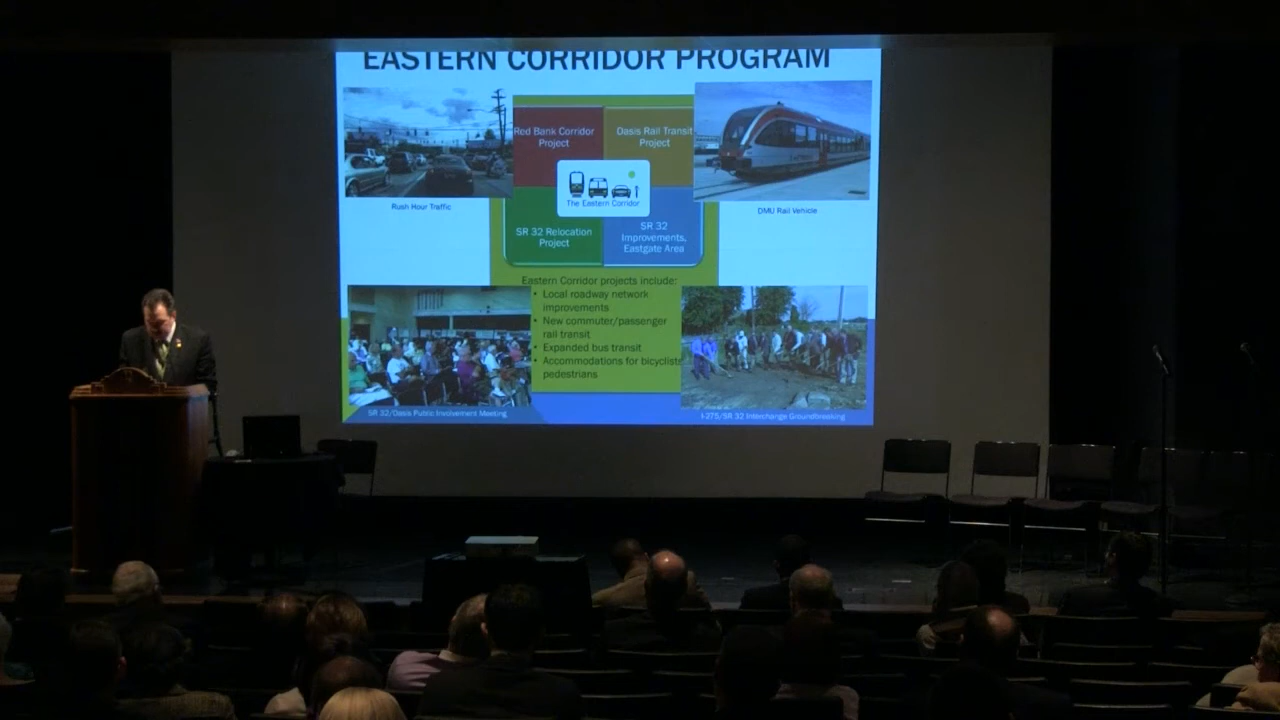 EASTERN CORRIDOR PROGRAM
Red Bank Corridor
Project
Oasis Rail Transit
Project
The Eastern Corridor
Rush Hour Traffic
DMU Rail Vehicle
SR 32 Relocation
Project
SR 32
Improvements,
Eastgate Area
Eastern Corridor projects include:
• Local roadway network
improvements
• New commuter/passenger
rail transit
• Expanded bus transit
• Accommodations for bicyclists
pedestrians
SR 32/Oasis Public Involvement Meeting
I-275/SR 32 Interchange Groundbreaking